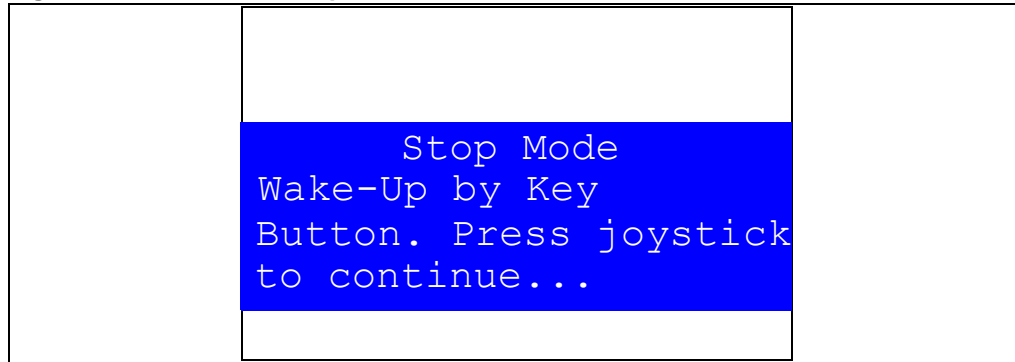 Stop Mode
Wake-Up by Key
Button. Press joystick
to continue...